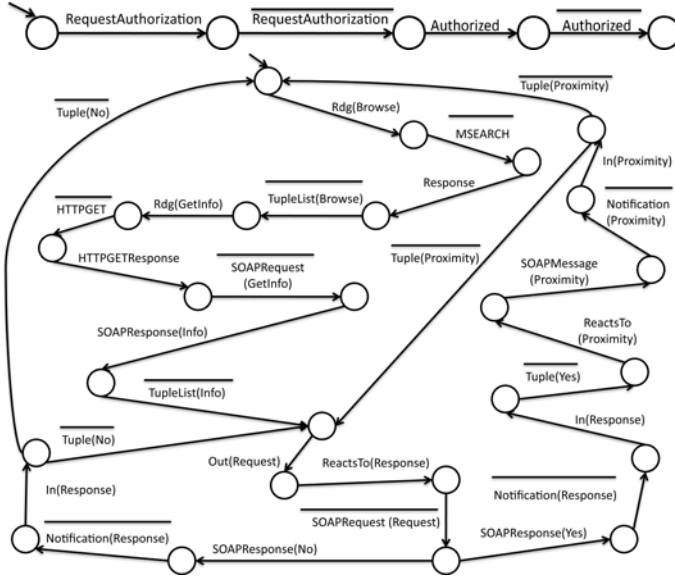 RequestAuthorization
RequestAuthorization
Authorized
Authorized
Tuple(No)
Rdg(Browse)
MSEARCH
Tuple(Proximity)
Response
In(Proximity)
HTTPGET
Rdg(GetInfo)
TupleList(Browse)
Notification
(Proximity)
HTTPGETResponse
SOAPRequest
(GetInfo)
Tuple(Proximity)
SOAPMessage
(Proximity)
SOAPResponse(Info)
ReactsTo
(Proximity)
TupleList(Info)
Tuple(Yes)
Tuple(No)
In(Response)
Out(Request)
ReactsTo(Response)
In(Response)
Notification(Response)
SOAPRequest (Request)
Notification(Response)
SOAPResponse(No)
SOAPResponse(Yes)